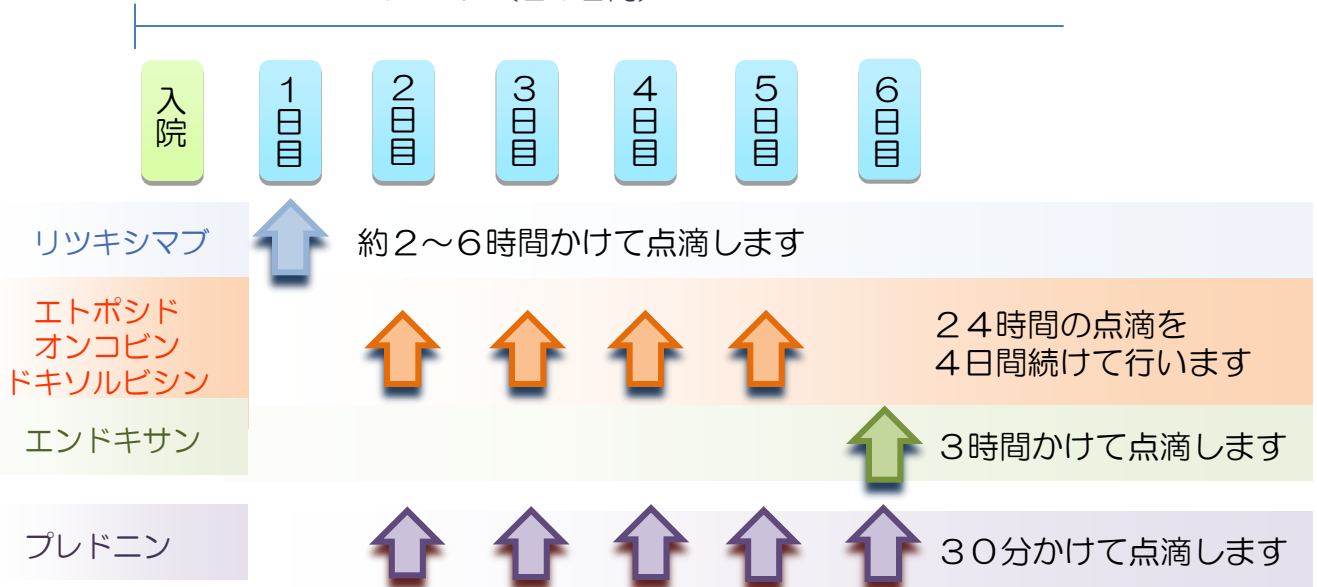 入院
1日目
2日目
3日目
4日目
5日目
6日目
リツキシマブ
約2～6時間かけて点滴します
エトポシド
オンコビン
ドキソルビシン
24時間の点滴を
4日間続けて行います
エンドキサン
3時間かけて点滴します
プレドニン
30分かけて点滴します